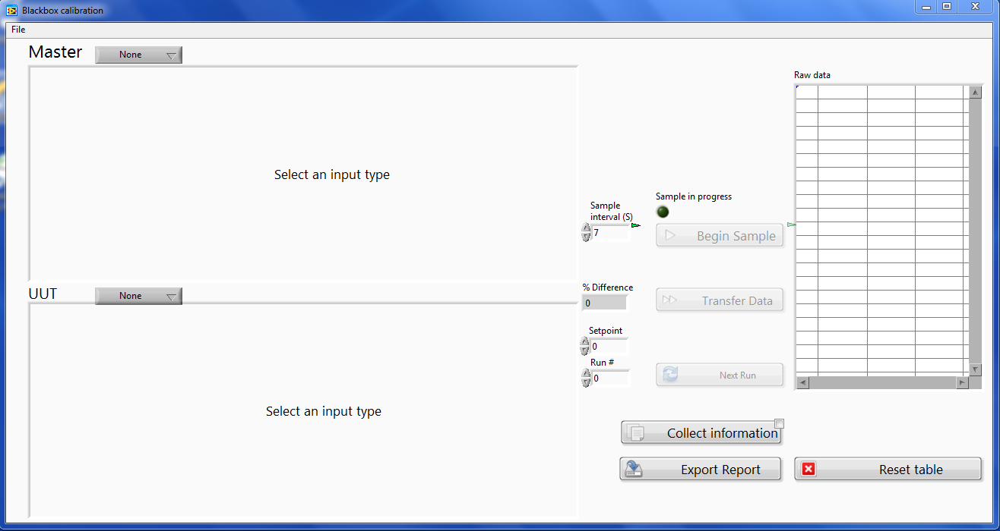 Blackbox calibration
File
Master
None
Select an input type
UUT
None
Select an input type
Sample
interval (S)
7
Sample in progress
Begin Sample
% Difference
0
Transfer Data
Setpoint
0
Run #
0
Next Run
Collect information
Export Report
Raw data
Reset table